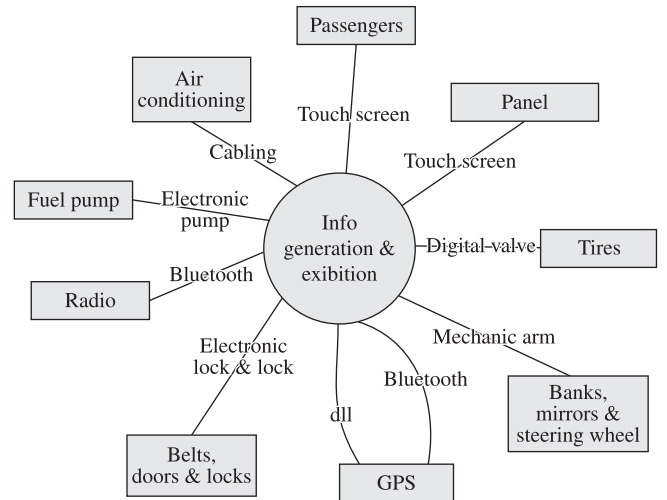 Passengers
Air
conditioning
Panel
Touch screen
Cabling
Touch screen
Fuel pump
Electronic
pump
Info
generation &
exibition
Digital valve
Tires
Bluetooth
Radio
Mechanic arm
Electronic
lock & lock
Bluetooth
Banks,
mirrors &
steering wheel
dll
Belts,
doors & locks
GPS